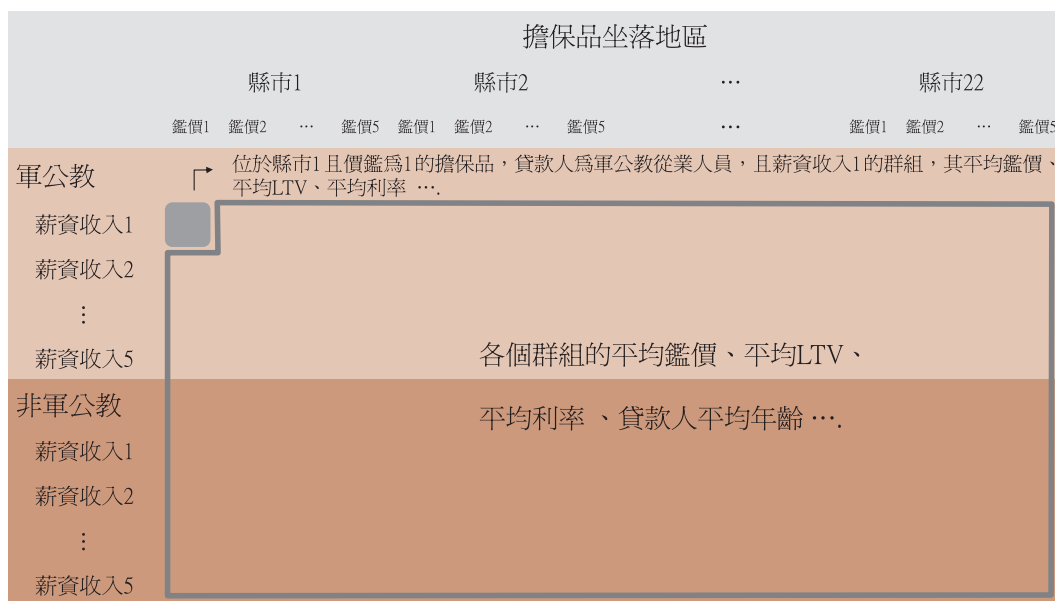 擔保品坐落地區
縣市1 縣市2 … 縣市22
鑑價1 鑑價2 … 鑑價5 鑑價1 鑑價2 … 鑑價5 … 鑑價1 鑑價2 … 鑑價5
軍公教
位於縣市1且價鑑爲1的擔保品，貸款人爲軍公教從業人員，且薪資收入1的群組，其平均鑑價、
平均LTV、平均利率 ….
薪資收入1
薪資收入2
⋮
薪資收入5
各個群組的平均鑑價、平均LTV、
非軍公教
平均利率 、貸款人平均年齡 ….
薪資收入1
薪資收入2
⋮
薪資收入5